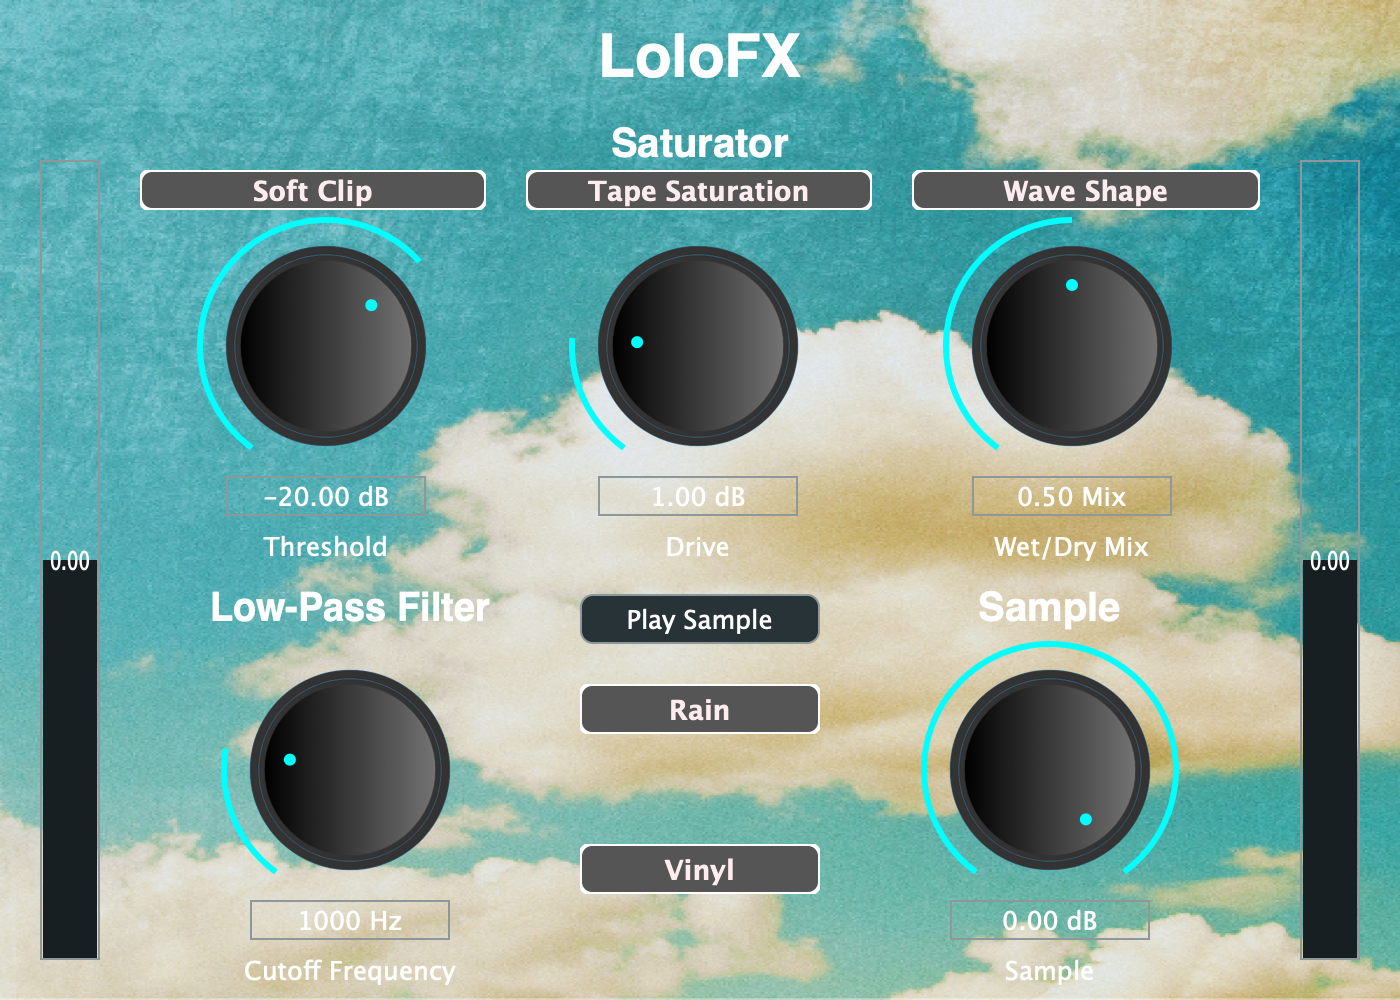 LoloFX
Saturator
Soft Clip
Tape Saturation
Wave Shape
-20.00 dB
1.00 dB
0.50 Mix
Threshold
Drive
Wet/Dry Mix
0.00
0.00
Low-Pass Filter
Play Sample
Sample
Rain
Vinyl
1000 Hz
0.00 dB
Cutoff Frequency
Sample